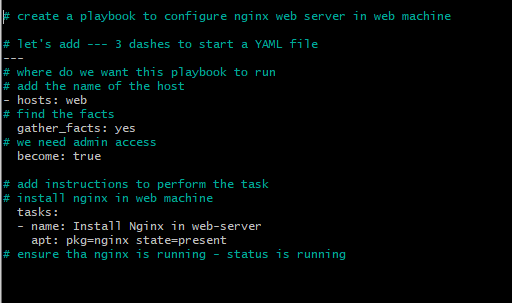 # create a playbook to configure nginx web server in web machine
# let's add --- 3 dashes to start a YAML file
---
# where do we want this playbook to run
# add the name of the host
- hosts: web
# find the facts
  gather_facts: yes
# we need admin access
  become: true
# add instructions to perform the task
# install nginx in web machine
  tasks:
  - name: Install Nginx in web-server
    apt: pkg=nginx state=present
# ensure tha nginx is running - status is running